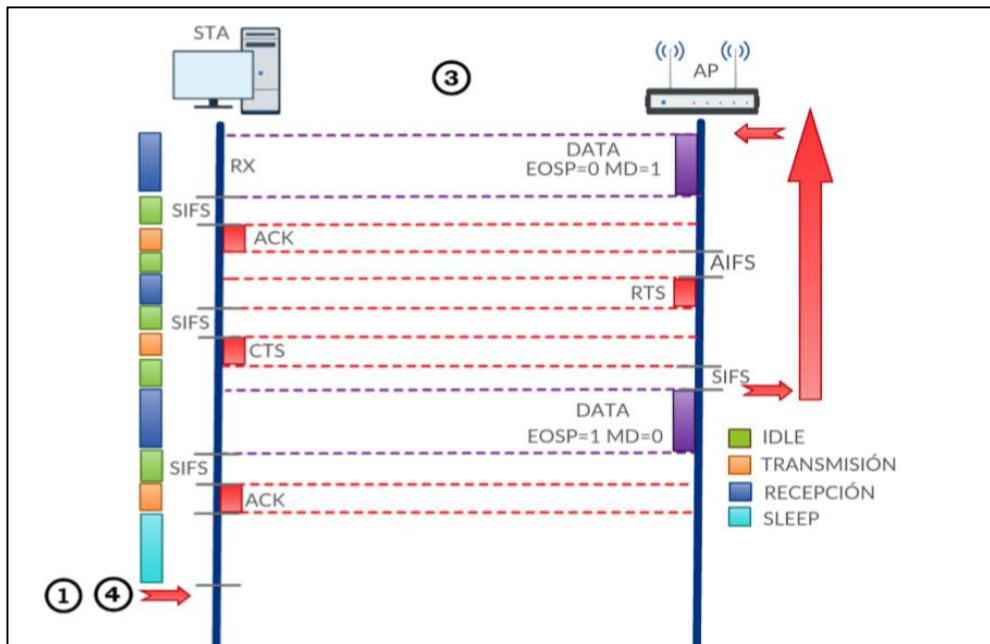 STA
③
AP
DATA
EOSP=0 MD=1
RX
SIFS
ACK
AIFS
RTS
SIFS
CTS
SIFS
DATA
EOSP=1 MD=0
IDLE
TRANSMISIÓN
RECEPCIÓN
SLEEP
SIFS
ACK
① ④